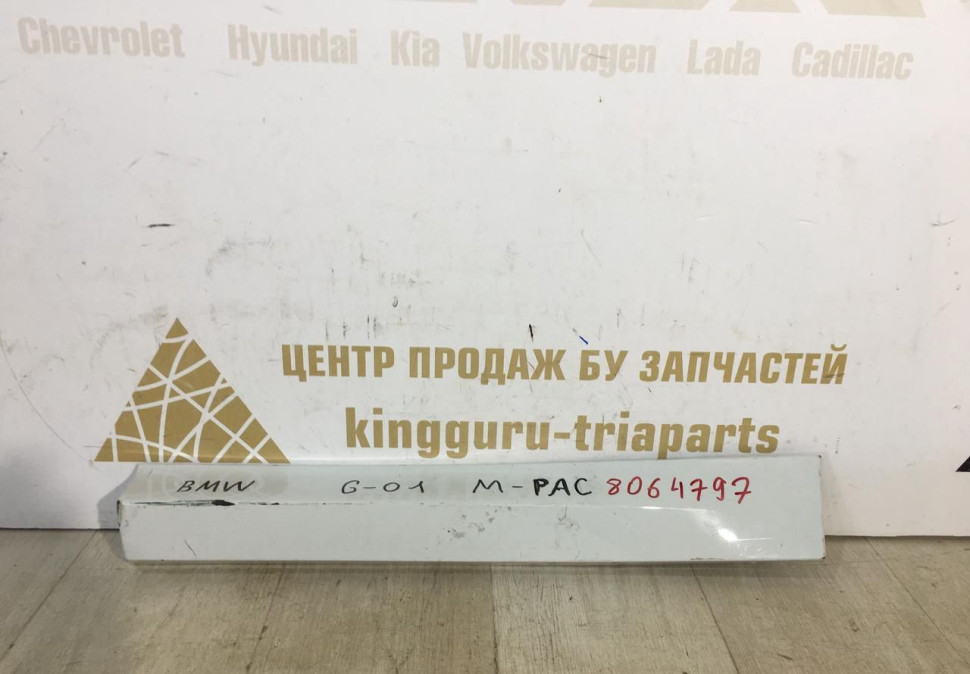 Chevrolet Hyundai Kia Volkswagen Lada Cadillac
ЦЕНТР ПРОДАЖ БУ ЗАПЧАСТЕЙ
kingguru-triaparts
BMW G-01 M-PAC 8064797